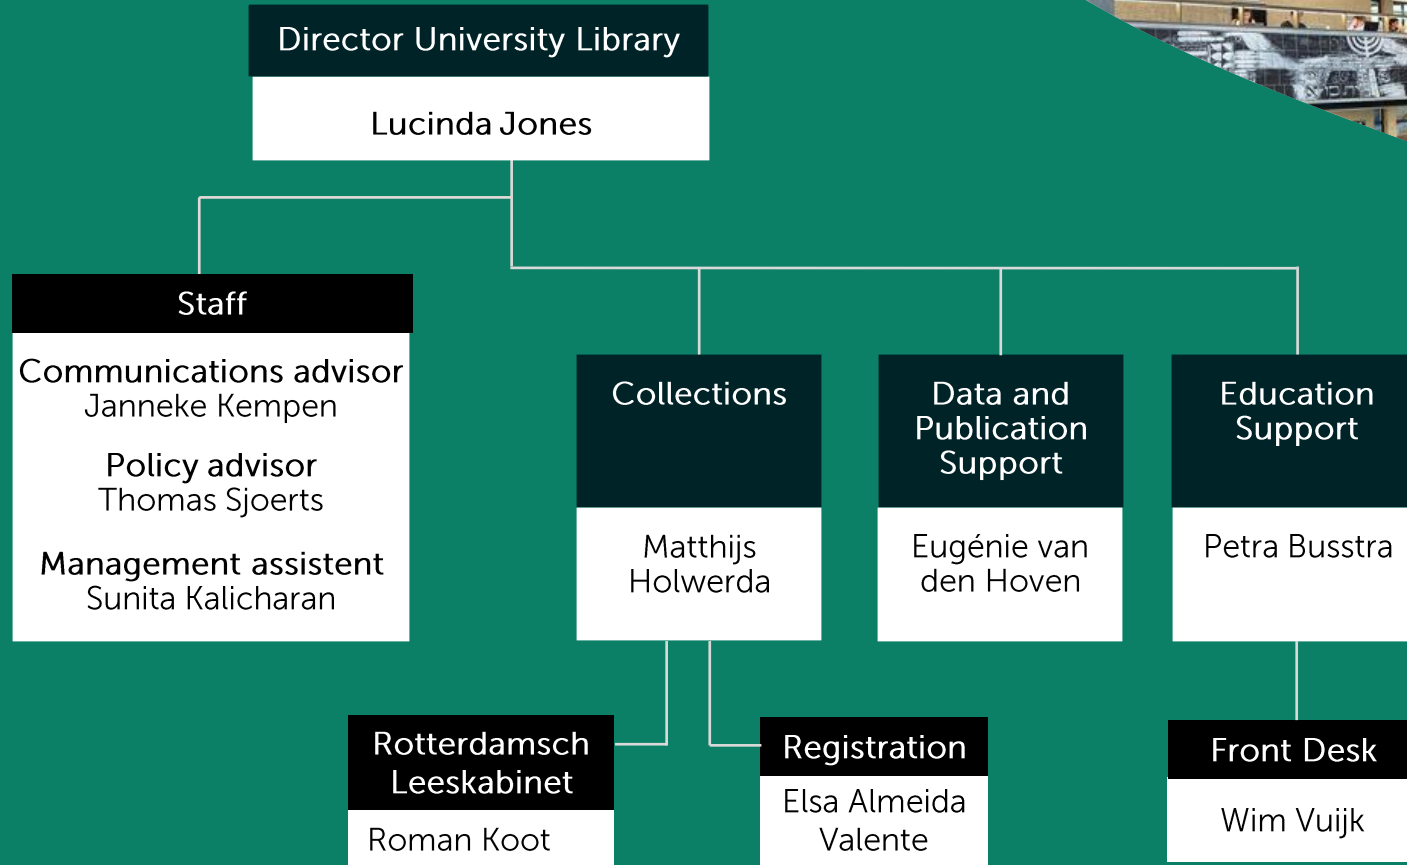 Director University Library
Lucinda Jones
Staff
Communications advisor
Janneke Kempen
Policy advisor
Thomas Sjoerts
Management assistent
Sunita Kalicharan
Collections
Matthijs
Holwerda
Data and
Publication
Support
Eugénie van
den Hoven
Education
Support
Petra Busstra
Rotterdamsch
Leeskabinet
Roman Koot
Registration
Elsa Almeida
Valente
Front Desk
Wim Vuijk